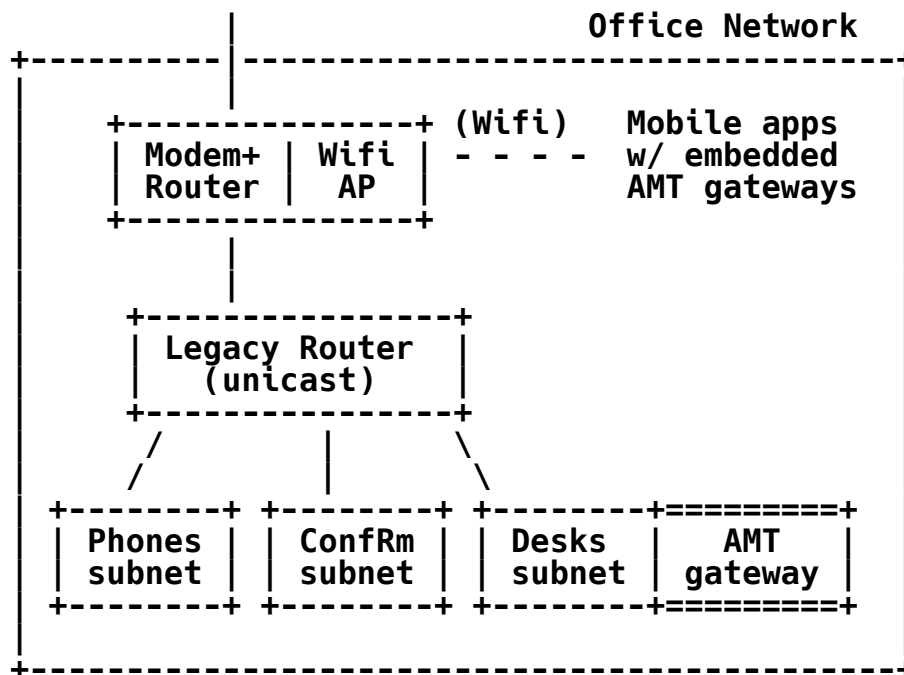 Office Network
(Wifi) Mobile apps
Modem+ Wifi - - - - w/ embedded
Router AP AMT gateways
Legacy Router
(unicast)
Phones ConfRm Desks AMT
subnet subnet subnet gateway